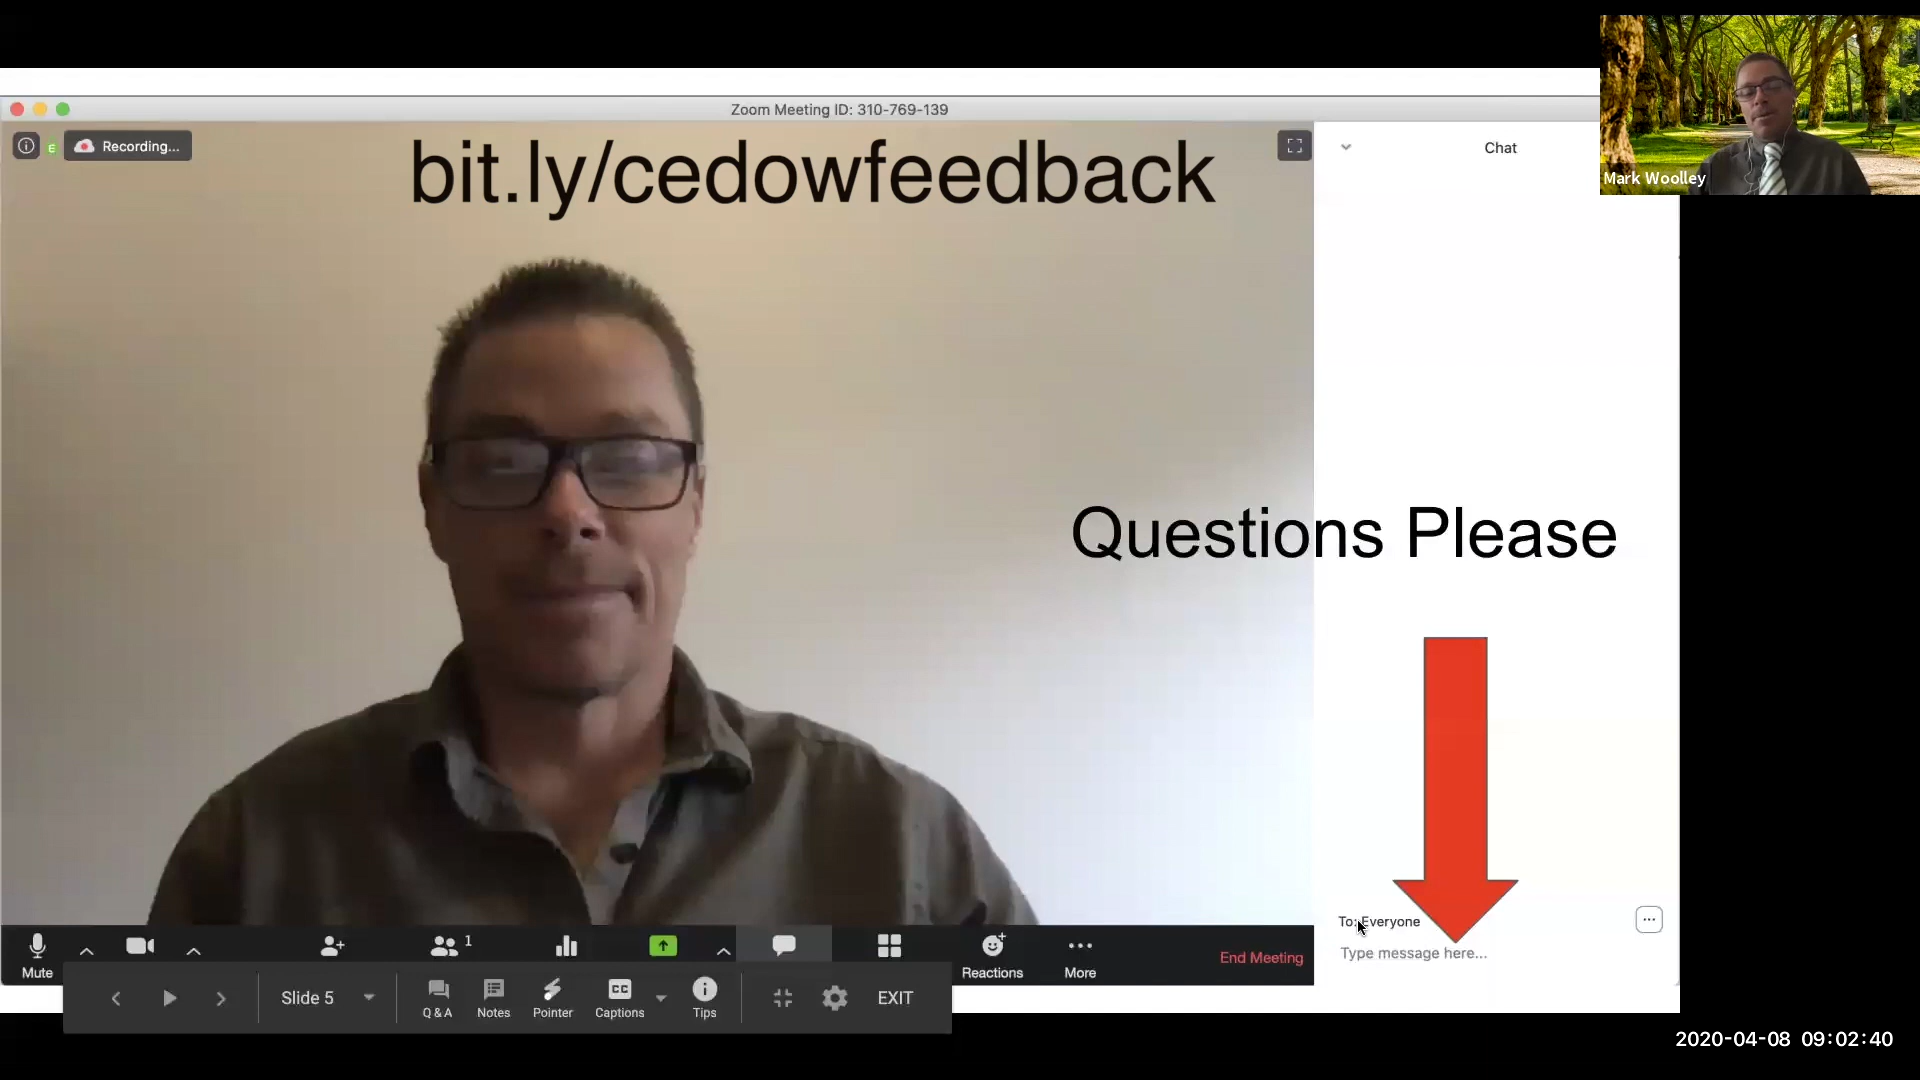 Zoom Meeting ID: 310-769-139
Recording...
bit.ly/cedowfeedback
Chat
Mark Woolley
Questions Please
To: Everyone
Type message here...
1
Mute
Reactions
More
End Meeting
Slide 5
Q & A
Notes
Pointer
CC
Captions
Tips
EXIT
2020-04-08 09:02:40